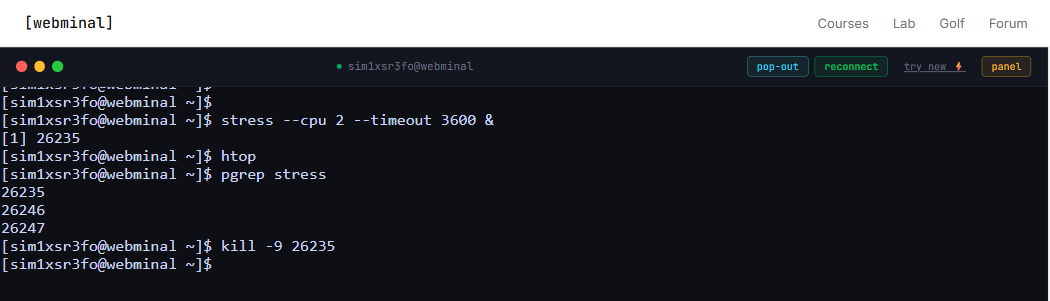 [webminal]
Courses Lab Golf Forum
sim1xsr3fo@webminal
pop-out reconnect try new panel
[sim1xsr3fo@webminal ~]$
[sim1xsr3fo@webminal ~]$
[sim1xsr3fo@webminal ~]$ stress --cpu 2 --timeout 3600 &
[1] 26235
[sim1xsr3fo@webminal ~]$ htop
[sim1xsr3fo@webminal ~]$ pgrep stress
26235
26246
26247
[sim1xsr3fo@webminal ~]$ kill -9 26235
[sim1xsr3fo@webminal ~]$